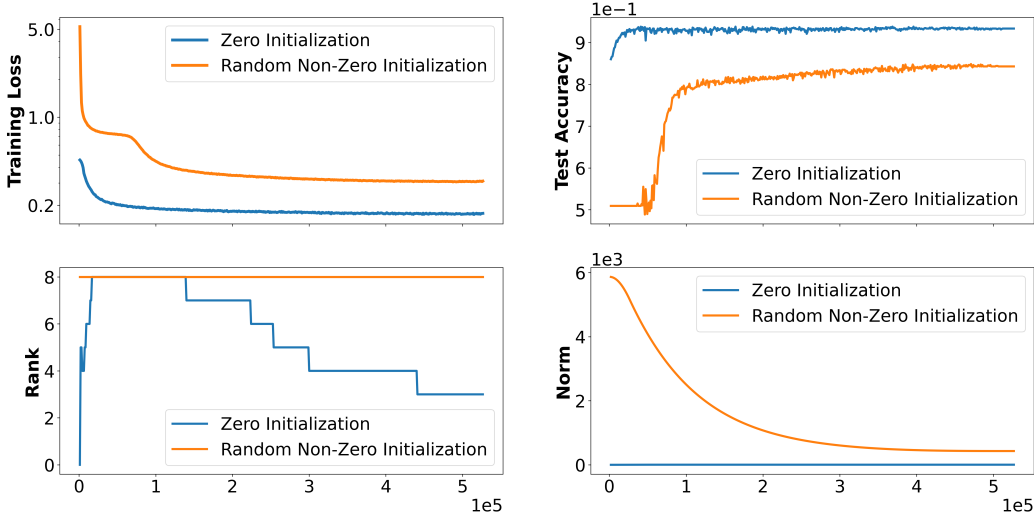 5.0
1.0
0.2
Training Loss
Zero Initialization
Random Non-Zero Initialization
1e−1
9
8
7
6
5
Test Accuracy
Zero Initialization
Random Non-Zero Initialization
8
6
4
2
0
Rank
Zero Initialization
Random Non-Zero Initialization
0 1 2 3 4 5
1e5
1e3
6
4
2
0
Norm
Zero Initialization
Random Non-Zero Initialization
0 1 2 3 4 5
1e5